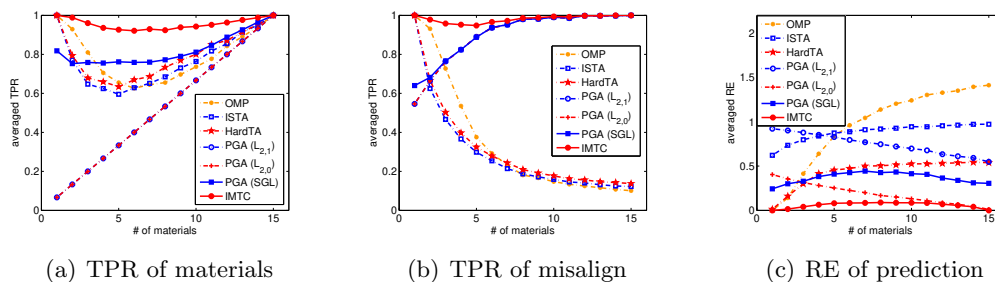 averaged TPR
1
0.8
0.6
0.4
0.2
0
0 5 10 15
# of materials
OMP
ISTA
HardTA
PGA (L2,1)
PGA (L2,0)
PGA (SGL)
IMTC
(a) TPR of materials
averaged TPR
1
0.8
0.6
0.4
0.2
0
0 5 10 15
# of materials
OMP
ISTA
HardTA
PGA (L2,1)
PGA (L2,0)
PGA (SGL)
IMTC
(b) TPR of misalign
averaged RE
2
1.5
1
0.5
0
0 5 10 15
# of materials
OMP
ISTA
HardTA
PGA (L2,1)
PGA (L2,0)
PGA (SGL)
IMTC
(c) RE of prediction